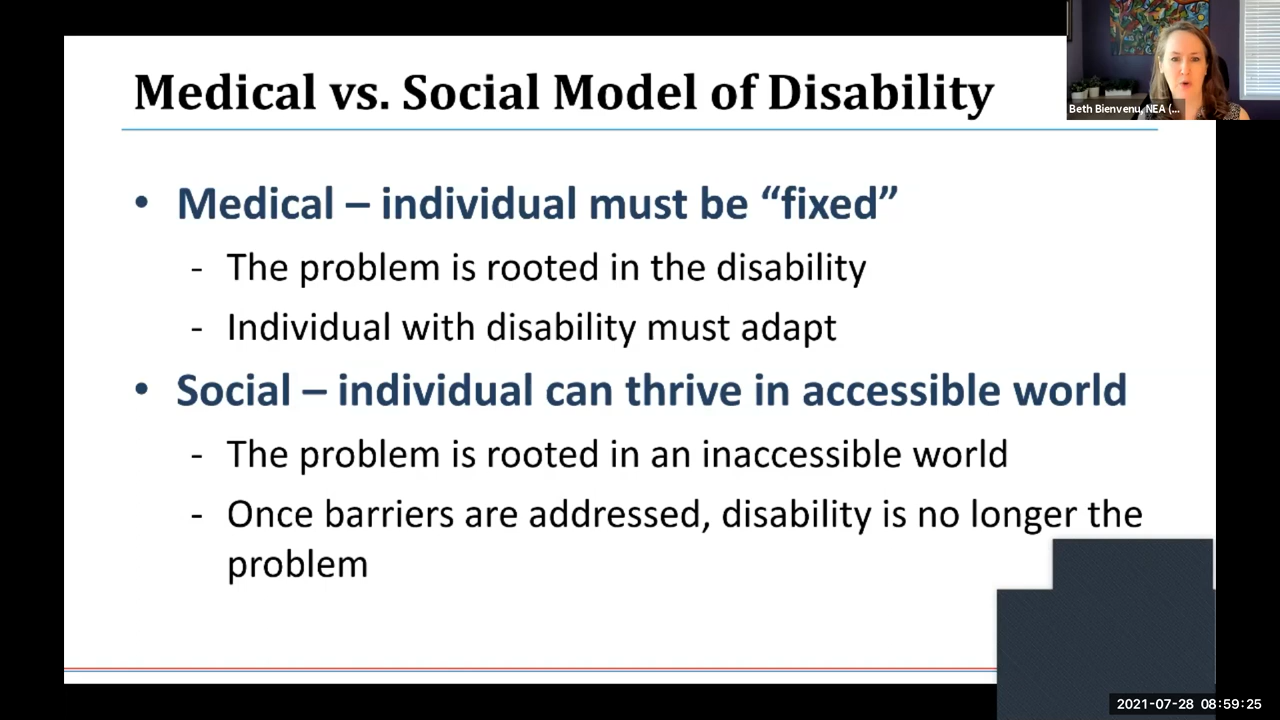 Medical vs. Social Model of Disability
Beth Bienvenu, NEA (...
• Medical – individual must be “fixed”
- The problem is rooted in the disability
- Individual with disability must adapt
• Social – individual can thrive in accessible world
- The problem is rooted in an inaccessible world
- Once barriers are addressed, disability is no longer the
problem
2021-07-28 08:59:25